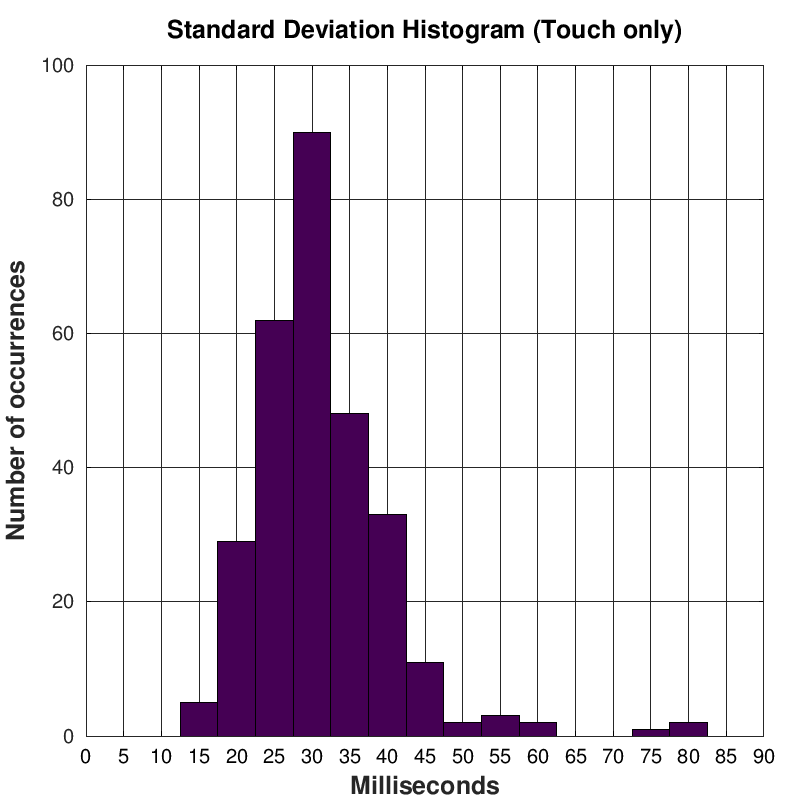 Standard Deviation Histogram (Touch only)
100
80
60
40
20
0
Number of occurrences
0 5 10 15 20 25 30 35 40 45 50 55 60 65 70 75 80 85 90
Milliseconds